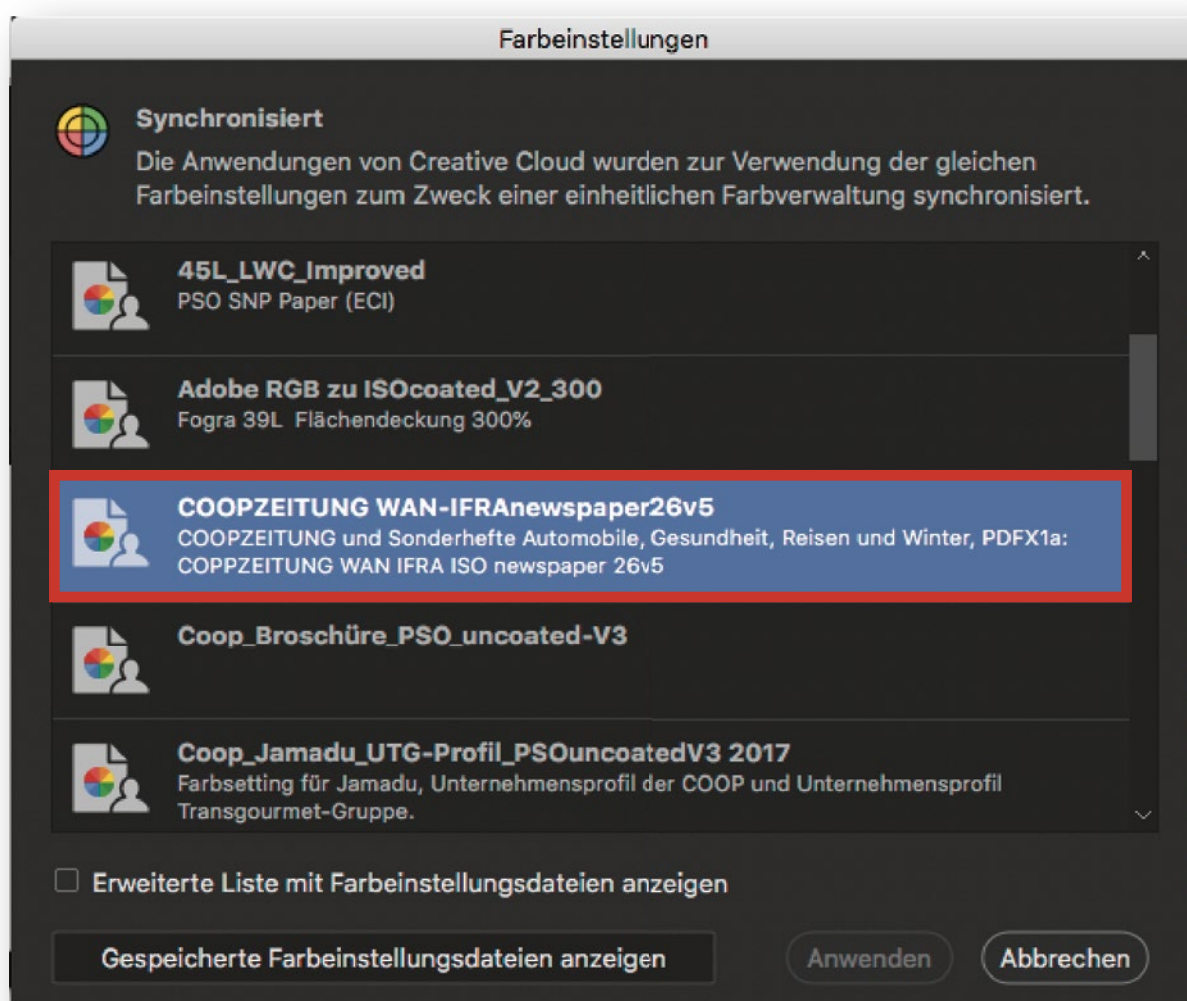 Farbeinstellungen
Synchronisiert
Die Anwendungen von Creative Cloud wurden zur Verwendung der gleichen
Farbeinstellungen zum Zweck einer einheitlichen Farbverwaltung synchronisiert.
45L_LWC_Improved
PSO SNP Paper (ECI)
Adobe RGB zu ISOcoated_V2_300
Fogra 39L Flächendeckung 300%
COOPZEITUNG WAN-IFRAnewspaper26v5
COOPZEITUNG und Sonderhefte Automobile, Gesundheit, Reisen und Winter, PDFX1a:
COPPZEITUNG WAN IFRA ISO newspaper 26v5
Coop_Broschüre_PSO_uncoated-V3
Coop_Jamadu_UTG-Profil_PSOuncoatedV3 2017
Farbsetting für Jamadu, Unternehmensprofil der COOP und Unternehmensprofil
Transgourmet-Gruppe.
Erweiterte Liste mit Farbeinstellungsdateien anzeigen
Gespeicherte Farbeinstellungsdateien anzeigen Anwenden Abbrechen